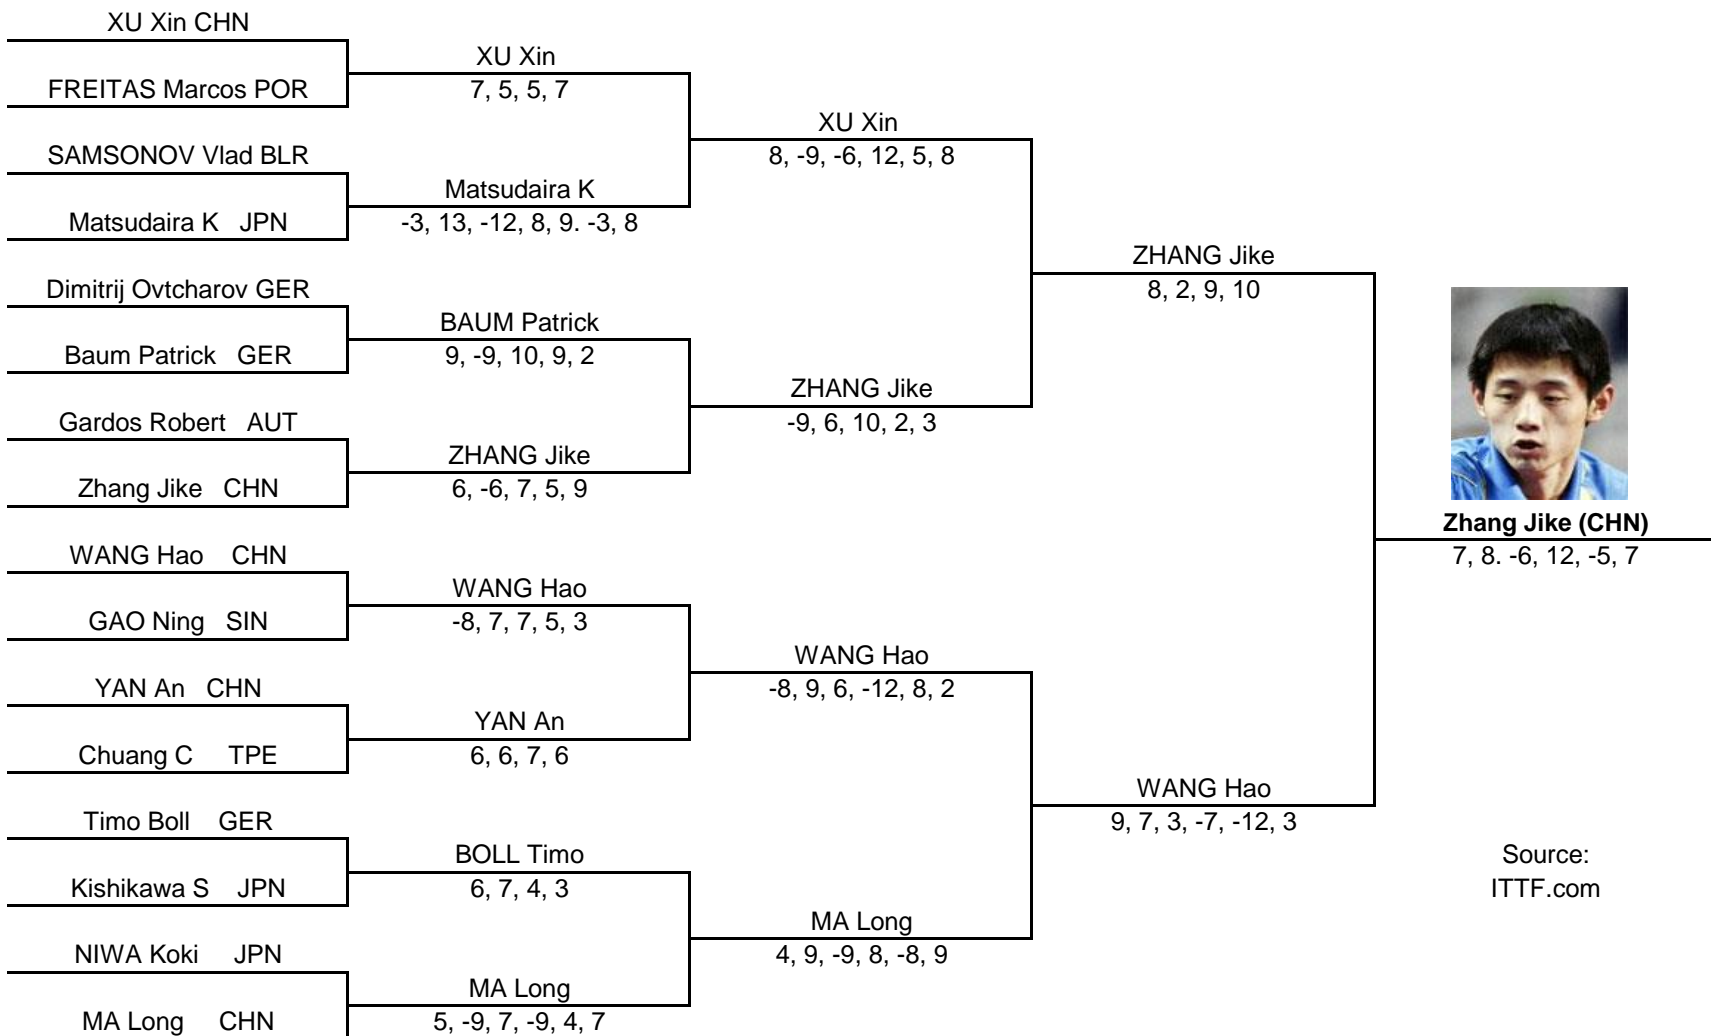 XU Xin CHN
FREITAS Marcos POR
SAMSONOV Vlad BLR
Matsudaira K JPN
Dimitrij Ovtcharov GER
Baum Patrick GER
Gardos Robert AUT
Zhang Jike CHN
WANG Hao CHN
GAO Ning SIN
YAN An CHN
Chuang C TPE
Timo Boll GER
Kishikawa S JPN
NIWA Koki JPN
MA Long CHN
XU Xin
7, 5, 5, 7
Matsudaira K
-3, 13, -12, 8, 9. -3, 8
BAUM Patrick
9, -9, 10, 9, 2
ZHANG Jike
6, -6, 7, 5, 9
WANG Hao
-8, 7, 7, 5, 3
YAN An
6, 6, 7, 6
BOLL Timo
6, 7, 4, 3
MA Long
5, -9, 7, -9, 4, 7
XU Xin
8, -9, -6, 12, 5, 8
ZHANG Jike
-9, 6, 10, 2, 3
WANG Hao
-8, 9, 6, -12, 8, 2
MA Long
4, 9, -9, 8, -8, 9
ZHANG Jike
8, 2, 9, 10
WANG Hao
9, 7, 3, -7, -12, 3
Zhang Jike (CHN)
7, 8. -6, 12, -5, 7
Source:
ITTF.com